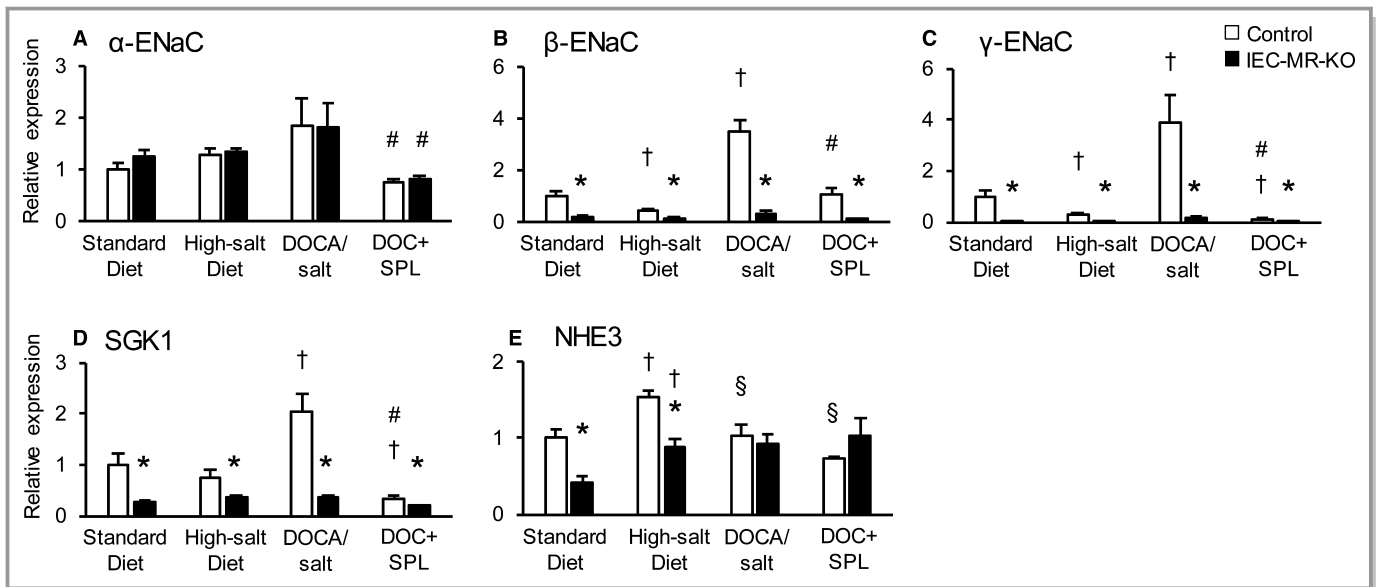 A α-ENaC
Relative expression
3
2
1
0
# #
Standard Diet
High-salt Diet
DOCA/ salt
DOC+ SPL
B β-ENaC
6
4
2
0
* † * † * # *
Standard Diet
High-salt Diet
DOCA/ salt
DOC+ SPL
C γ-ENaC
6
4
2
0
* † * † * # † *
Standard Diet
High-salt Diet
DOCA/ salt
DOC+ SPL
Control
IEC-MR-KO
D SGK1
Relative expression
3
2
1
0
* * † * # † *
Standard Diet
High-salt Diet
DOCA/ salt
DOC+ SPL
E NHE3
2
1
0
* † † * § §
Standard Diet
High-salt Diet
DOCA/ salt
DOC+ SPL